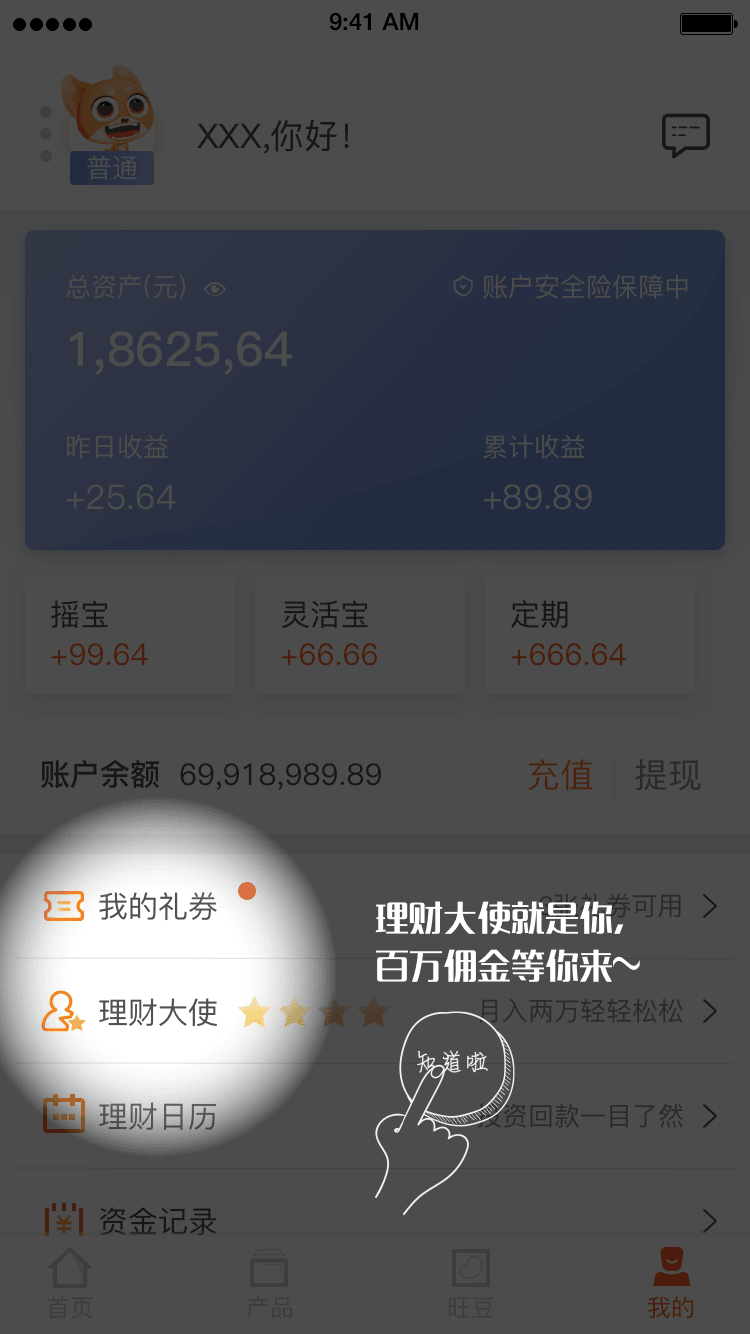 9:41 AM
普通
XXX,你好!
总资产(元)
账户安全险保障中
1,8625,64
昨日收益
累计收益
+25.64
+89.89
摇宝
灵活宝
定期
+99.64
+66.66
+666.64
账户余额 69,918,989.89
充值
提现
我的礼券
张礼券可用
理财大使就是你,
百万佣金等你来~
理财大使
月入两万轻轻松松
知道啦
理财日历
投资回款一目了然
资金记录
首页
产品
旺豆
我的